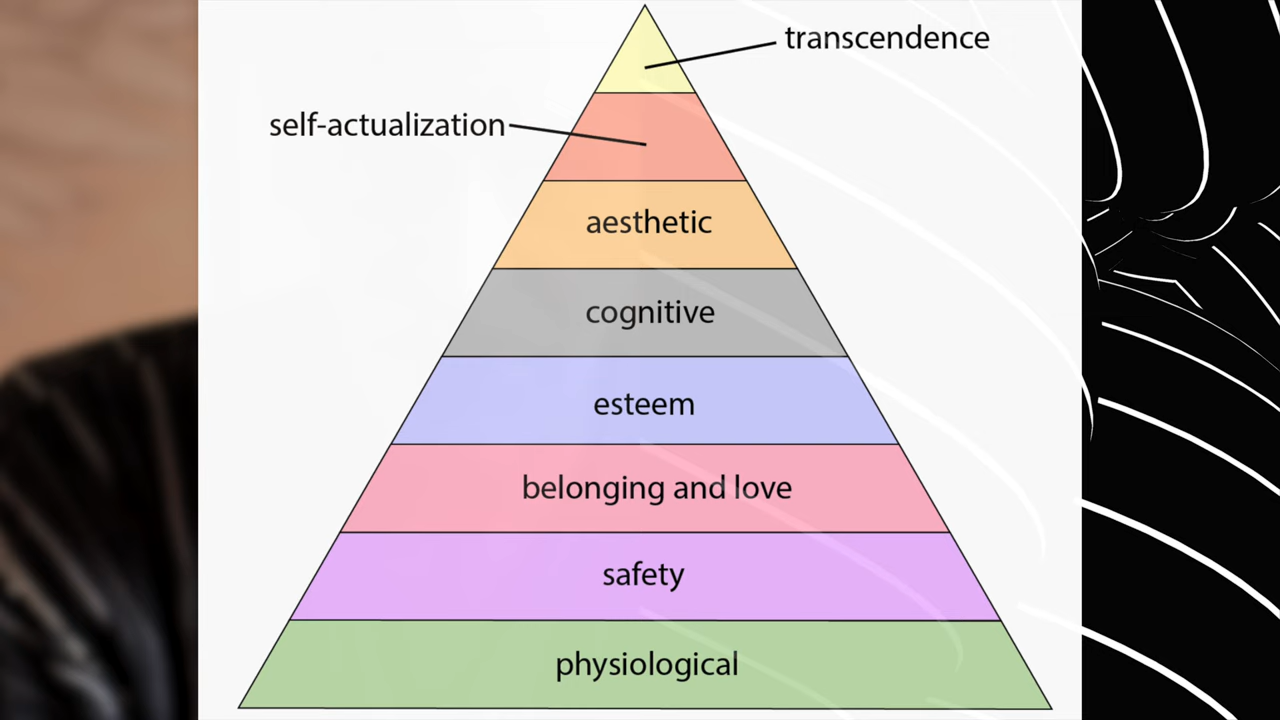 transcendence
self-actualization
aesthetic
cognitive
esteem
belonging and love
safety
physiological